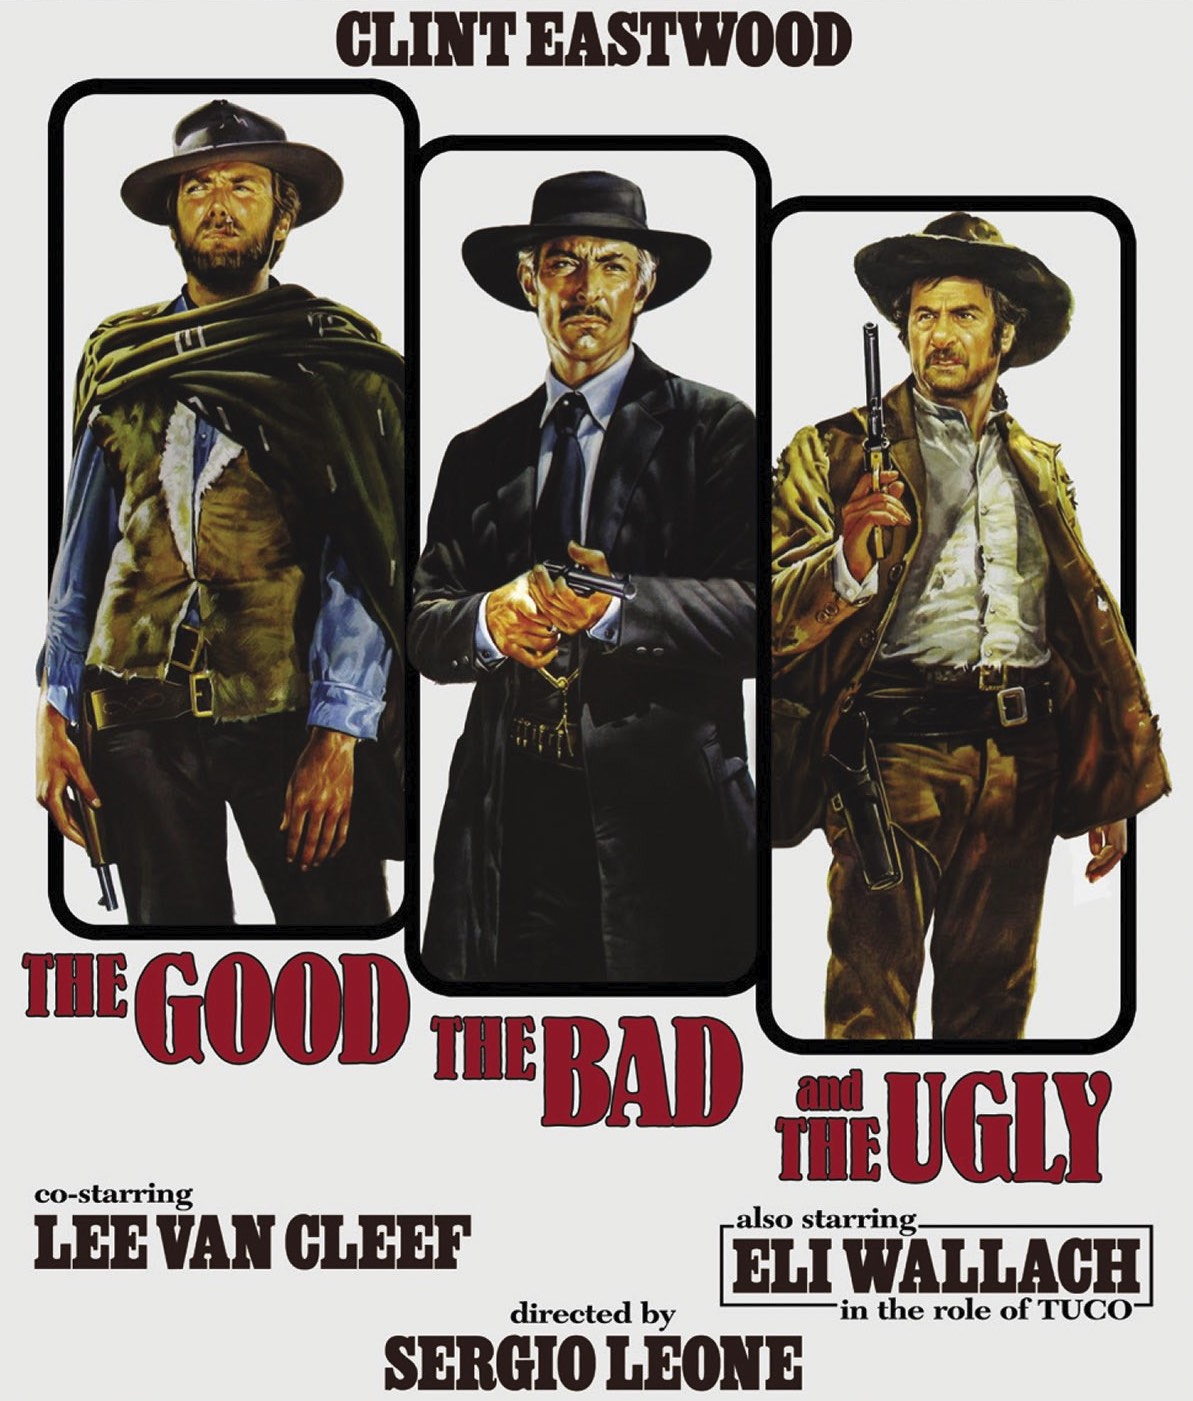 CLINT EASTWOOD
THE GOOD
THE BAD
and
THE UGLY
co-starring
LEE VAN CLEEF
also starring
ELI WALLACH
in the role of TUCO
directed by
SERGIO LEONE